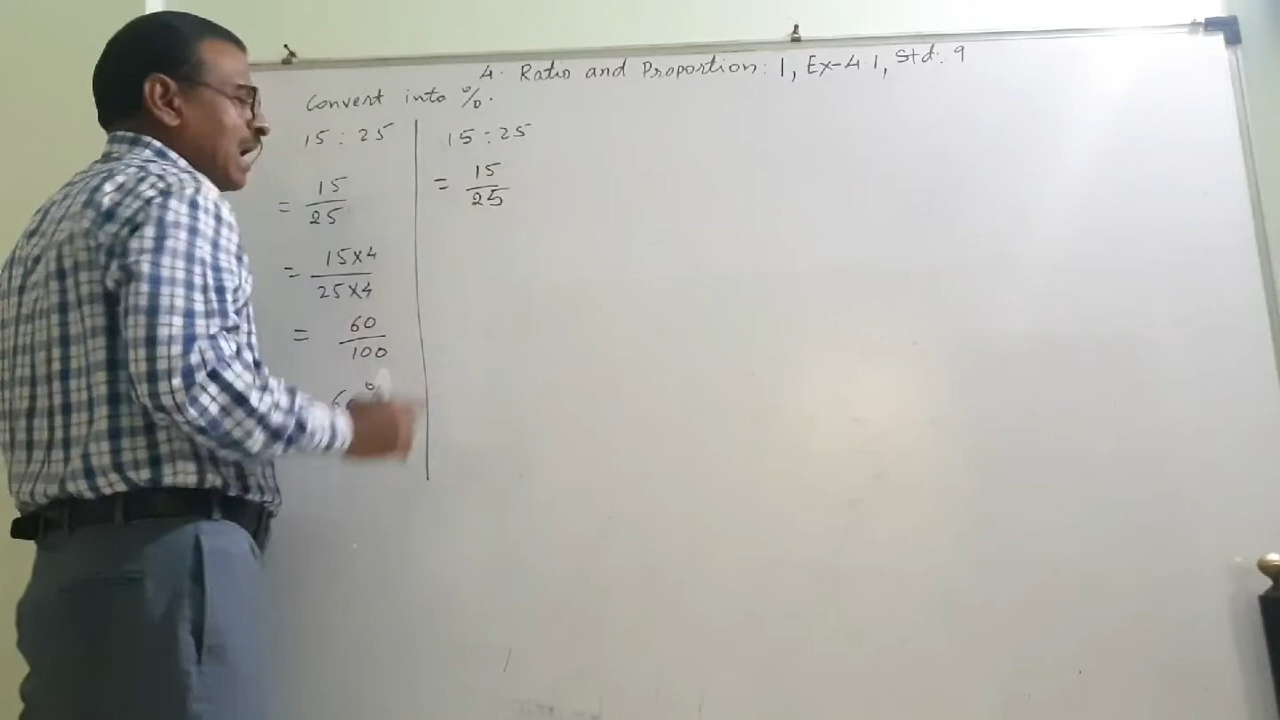 4. Ratio and Proportion: 1, Ex-4.1, Std: 9
Convert into %.
15 : 25
= 15/25
= 15×4/25×4
= 60/100
15 : 25
= 15/25